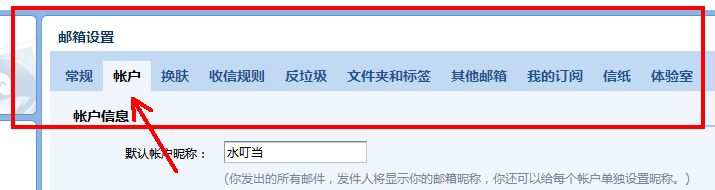 邮箱设置
常规 帐户 换肤 收信规则 反垃圾 文件夹和标签 其他邮箱 我的订阅 信纸 体验室
帐户信息
默认帐户昵称： 水叮当
(你发出的所有邮件，发件人将显示你的邮箱昵称，你还可以给每个帐户单独设置昵称。)